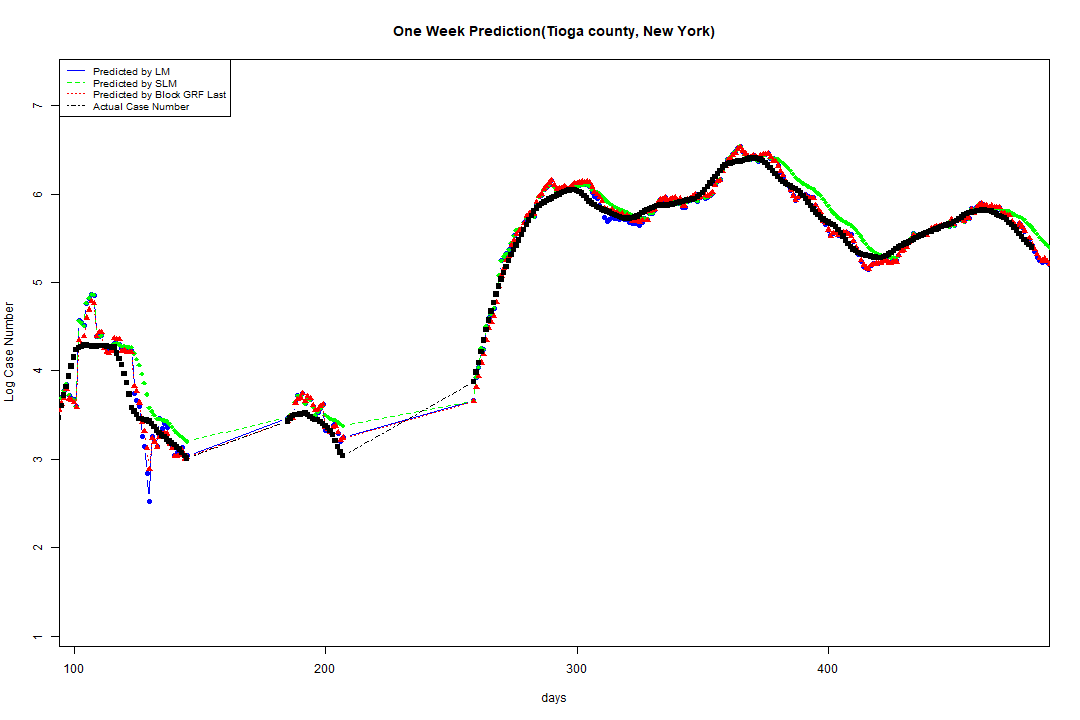 One Week Prediction(Tioga county, New York)
Predicted by LM
Predicted by SLM
Predicted by Block GRF Last
Actual Case Number
Log Case Number
7
6
5
4
3
2
1
100 200 300 400
days